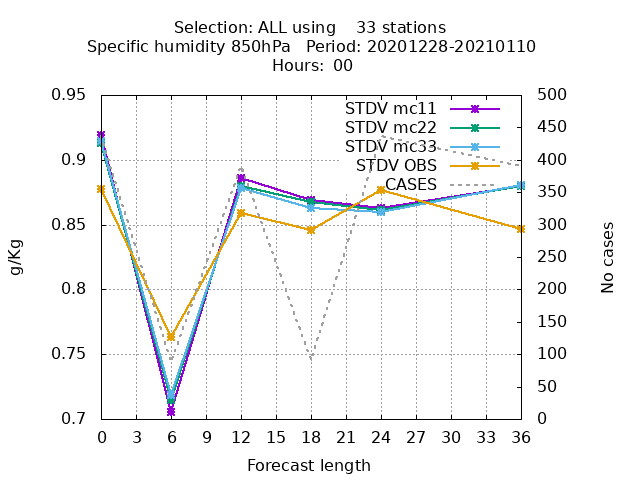 Selection: ALL using    33 stations
Specific humidity 850hPa   Period: 20201228-20210110
Hours:  00
STDV mc11
STDV mc22
STDV mc33
STDV OBS
CASES
0.95
0.9
0.85
0.8
0.75
0.7
g/Kg
500
450
400
350
300
250
200
150
100
50
0
No cases
0 3 6 9 12 15 18 21 24 27 30 33 36
Forecast length